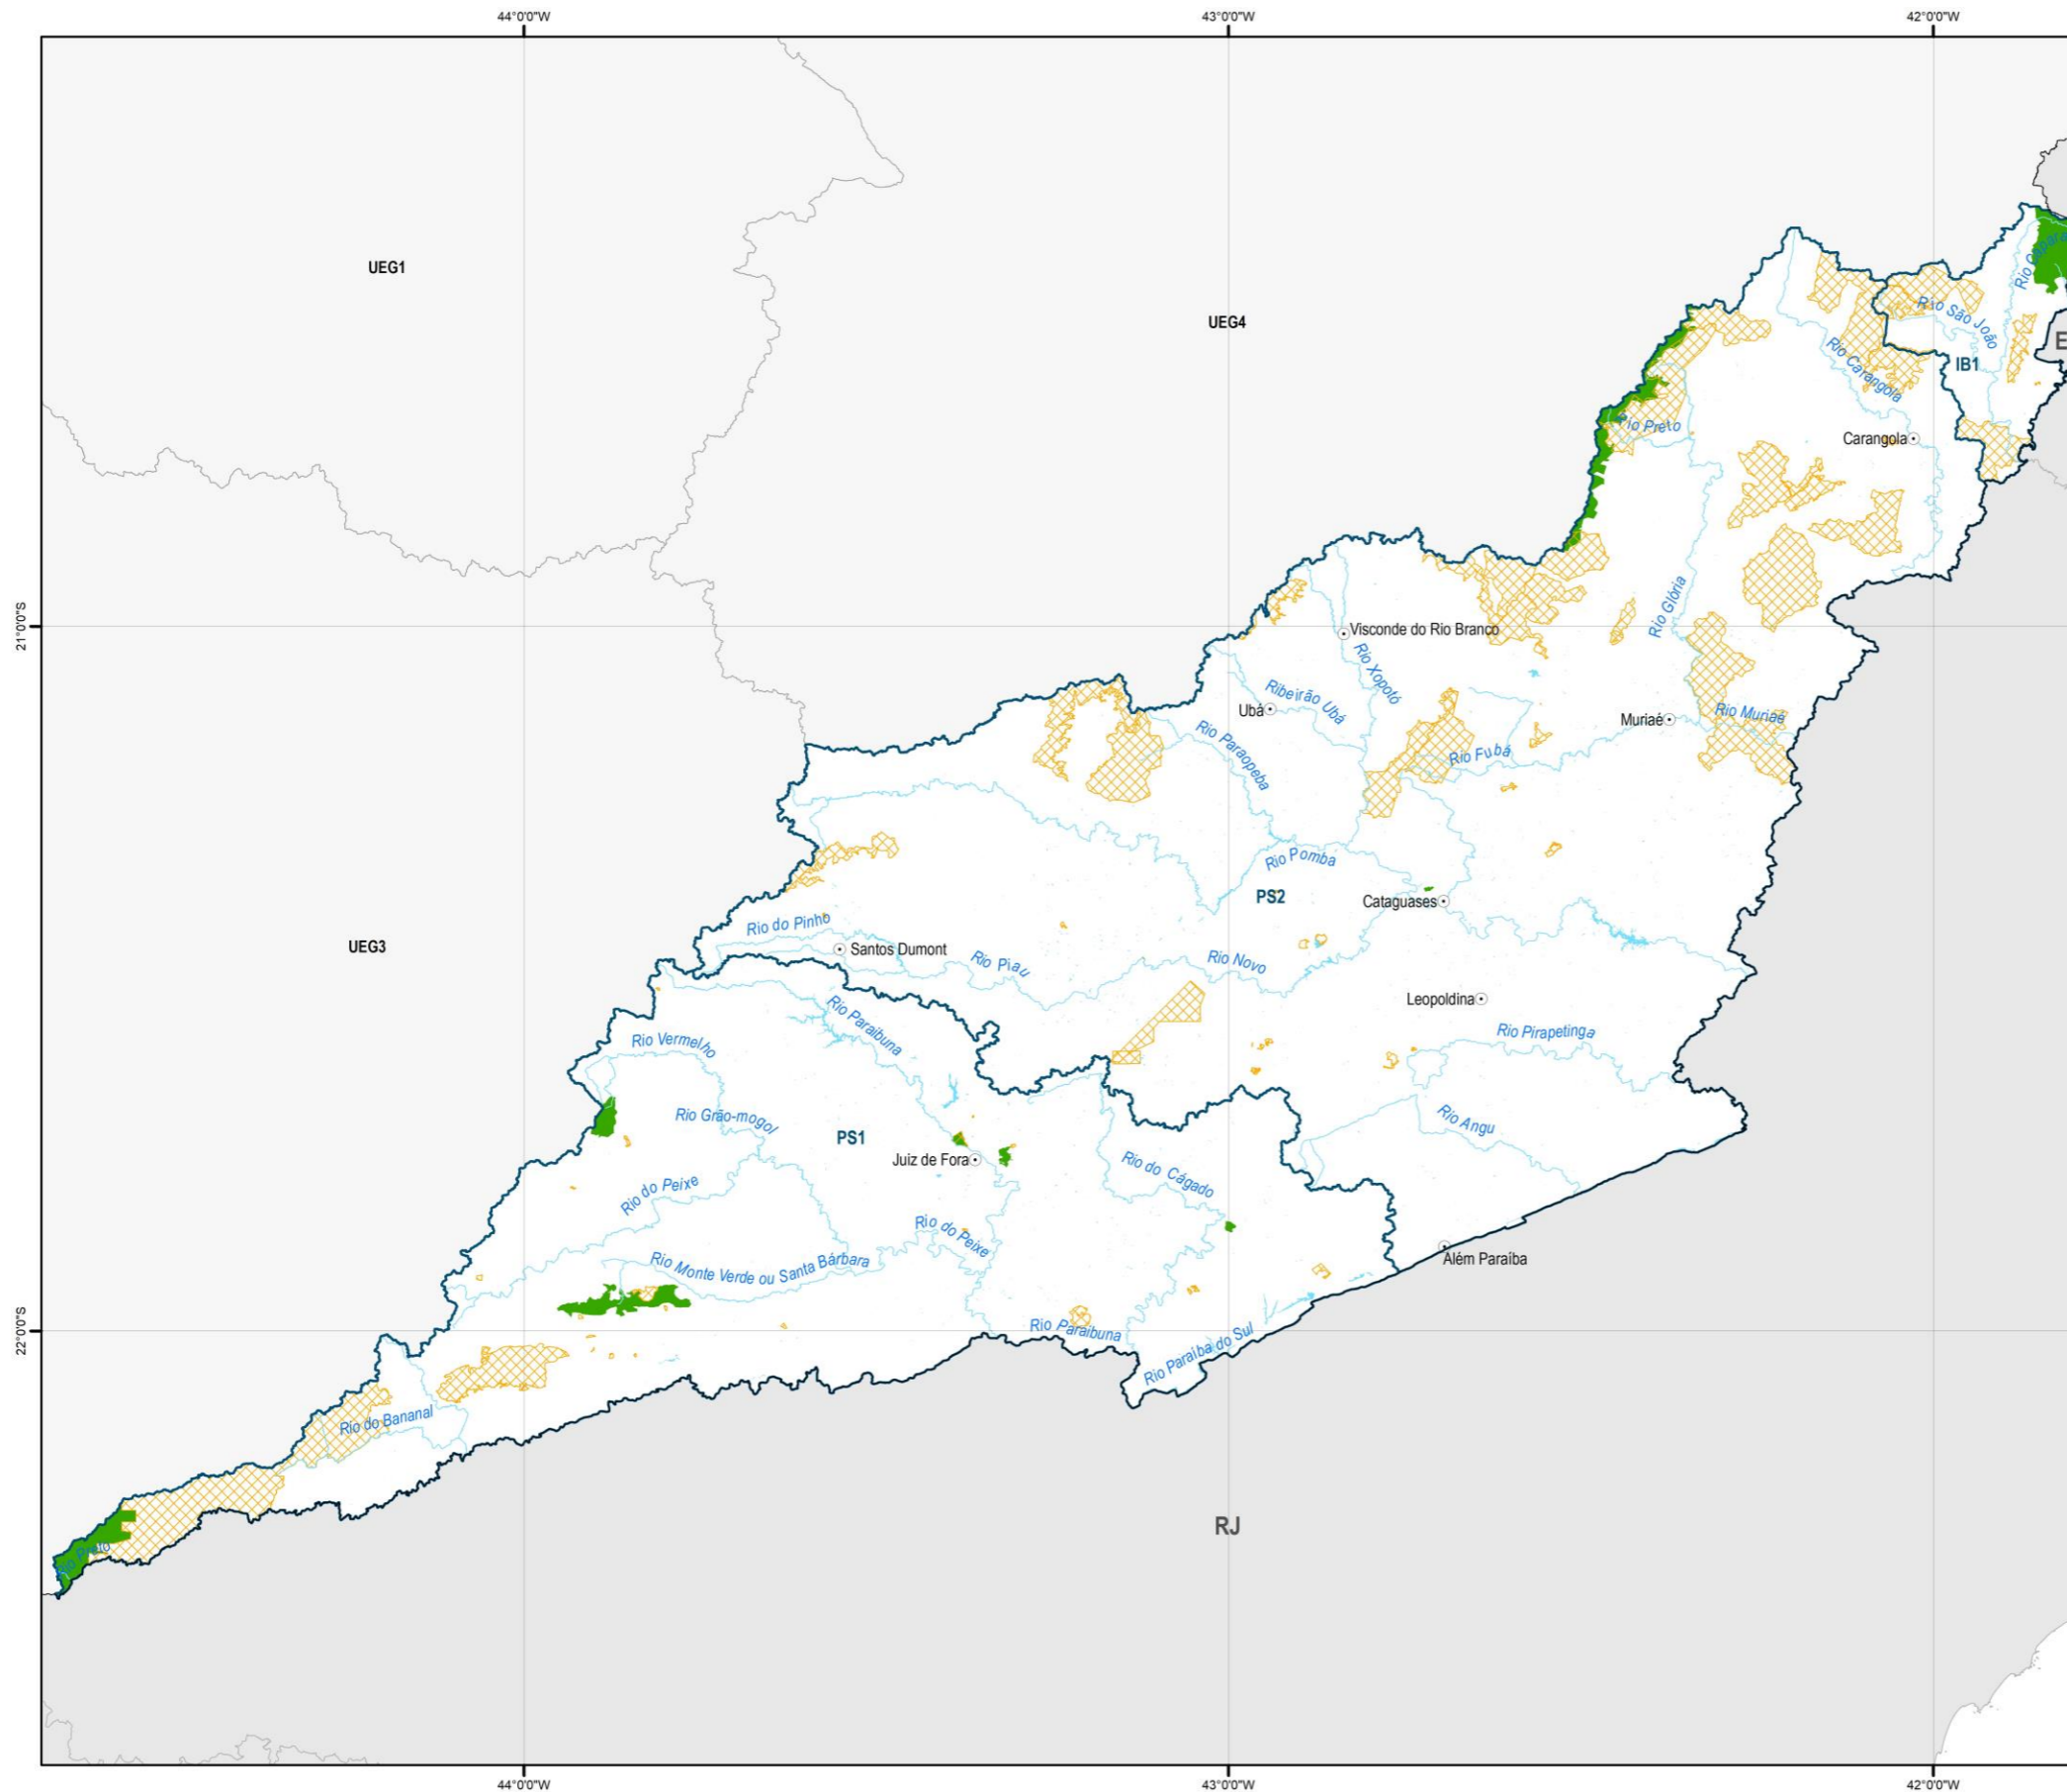 44°0'0"W
43°0'0"W
42°0'0"W
UEG1
UEG4
Rio São João
Rio Carangola
IB1
E
Rio Preto
Carangola
21°0'0"S
Rio Glória
Visconde do Rio Branco
Rio Xopotó
Ribeirão Ubá
Ubá
Muriaé
Rio Muriaé
Rio Paraopeba
Rio Fubá
Rio Pomba
PS2
Cataguases
Rio do Pinho
UEG3
Santos Dumont
Rio Piau
Rio Novo
Leopoldina
Rio Paraibuna
Rio Vermelho
Rio Pirapetinga
Rio Grão-mogol
PS1
Rio Angu
Juiz de Fora
Rio do Cágado
Rio do Peixe
Rio do Peixe
Rio Monte Verde ou Santa Bárbara
Além Paraíba
22°0'0"S
Rio Paraibuna
Rio Paraíba do Sul
Rio do Bananal
RJ
Rio Preto
44°0'0"W
43°0'0"W
42°0'0"W